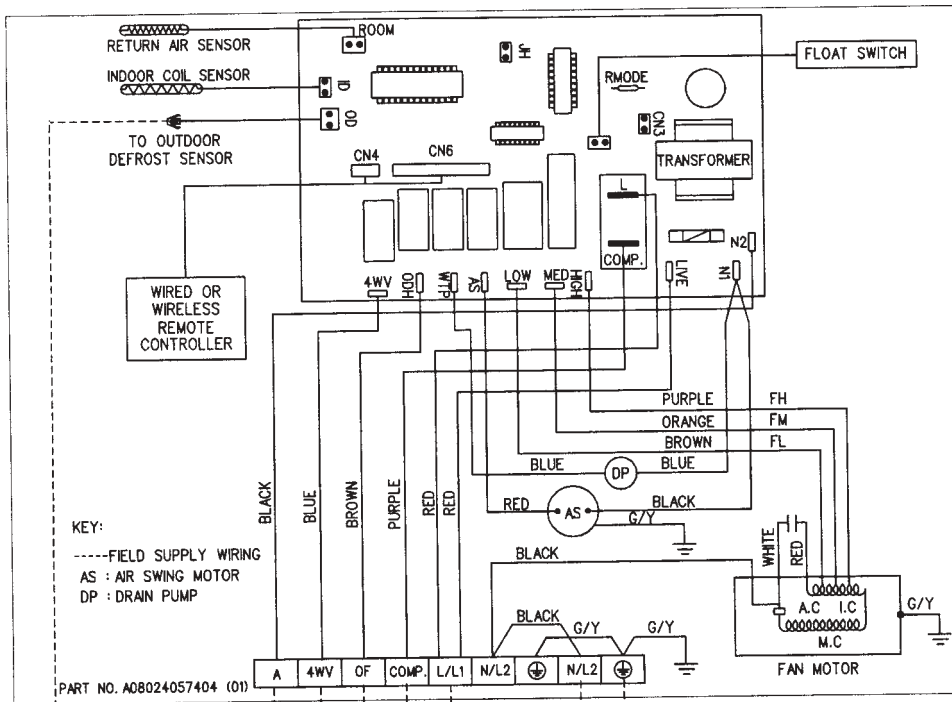 ROOM
RETURN AIR SENSOR
JH
FLOAT SWITCH
INDOOR COIL SENSOR
ID
RMODE
OD
CN3
TO OUTDOOR
DEFROST SENSOR
CN4
CN6
TRANSFORMER
L
N2
COMP.
4WV
ODH
WTP
AS
LOW
MED
HIGH
LIVE
N1
WIRED OR
WIRELESS
REMOTE
CONTROLLER
PURPLE FH
ORANGE FM
BROWN FL
BLUE
DP
BLUE
BLACK
BLUE
BROWN
PURPLE
RED
RED
RED
AS
BLACK
G/Y
KEY:
-----FIELD SUPPLY WIRING
AS : AIR SWING MOTOR
DP : DRAIN PUMP
BLACK
WHITE
RED
A.C I.C
G/Y
M.C
FAN MOTOR
BLACK
G/Y
G/Y
A
4WV
OF
COMP.
L/L1
N/L2
N/L2
PART NO. A08024057404 (01)